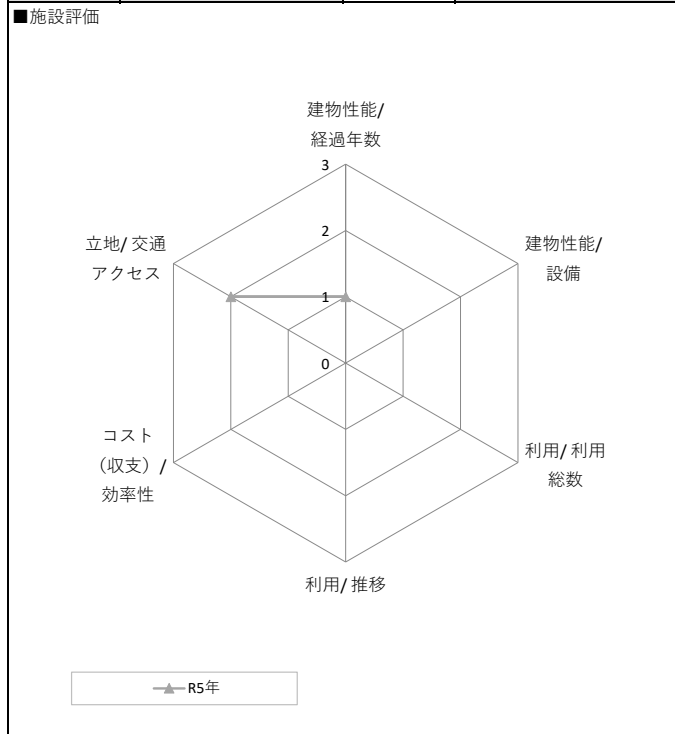 ■施設評価
建物性能/
経過年数
3
2
1
0
建物性能/
設備
利用/ 利用
総数
利用/ 推移
コスト
（収支）/
効率性
立地/ 交通
アクセス
R5年